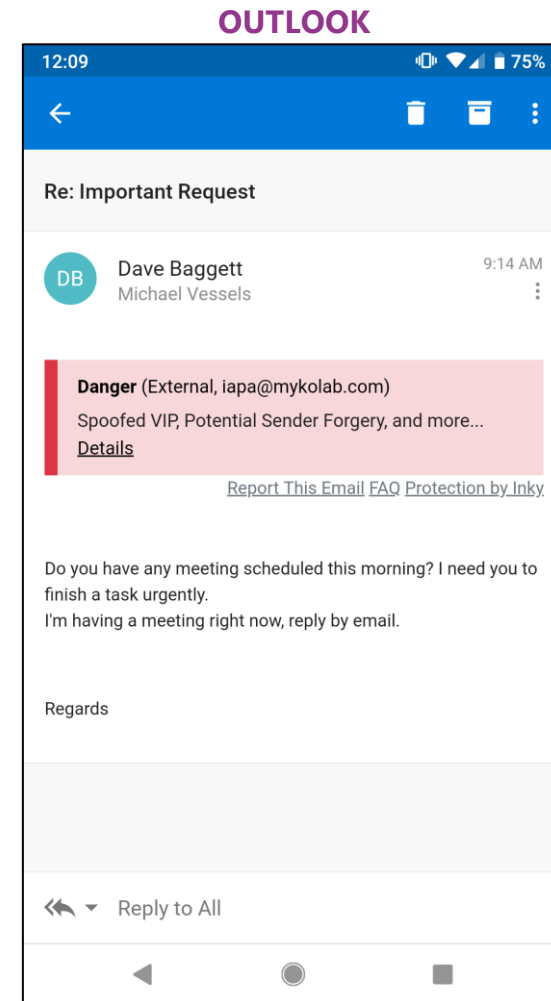 OUTLOOK
12:09 75%
Re: Important Request
DB Dave Baggett 9:14 AM
Michael Vessels
Danger (External, iapa@mykolab.com)
Spoofed VIP, Potential Sender Forgery, and more...
Details
Report This Email FAQ Protection by Inky
Do you have any meeting scheduled this morning? I need you to
finish a task urgently.
I'm having a meeting right now, reply by email.
Regards
Reply to All